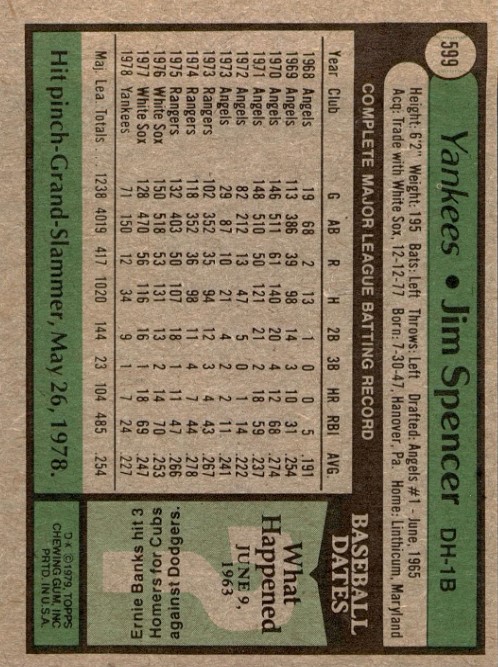 599
Yankees • Jim Spencer DH-1B
Height: 6'2" Weight: 195 Bats: Left Throws: Left Drafted: Angels #1 - June, 1965
Acq: Trade with White Sox, 12-12-77 Born: 7-30-47, Hanover, Pa. Home: Linthicum, Maryland
COMPLETE MAJOR LEAGUE BATTING RECORD
Year Club G AB R H 2B 3B HR RBI AVG.
1968 Angels 19 68 2 13 1 0 0 5 .191
1969 Angels 113 386 39 98 14 3 10 31 .254
1970 Angels 146 511 61 140 20 4 12 68 .274
1971 Angels 148 510 50 121 21 2 18 59 .237
1972 Angels 82 212 13 47 5 0 1 14 .222
1973 Angels 29 87 10 21 4 2 2 11 .241
1973 Rangers 102 352 35 94 12 3 4 43 .267
1974 Rangers 118 352 36 98 11 4 7 44 .278
1975 Rangers 132 403 50 107 18 1 11 47 .266
1976 White Sox 150 518 53 131 13 2 14 70 .253
1977 White Sox 128 470 56 116 16 1 18 69 .247
1978 Yankees 71 150 12 34 9 1 7 24 .227
Maj. Lea. Totals 1238 4019 417 1020 144 23 104 485 .254
Hit pinch-Grand-Slammer, May 26, 1978.
BASEBALL
DATES
What
Happened
JUNE 9,
1963
Ernie Banks hit 3
Homers for Cubs
against Dodgers.
D★ ©1979, TOPPS
CHEWING GUM, INC
PRTD. IN U.S.A.